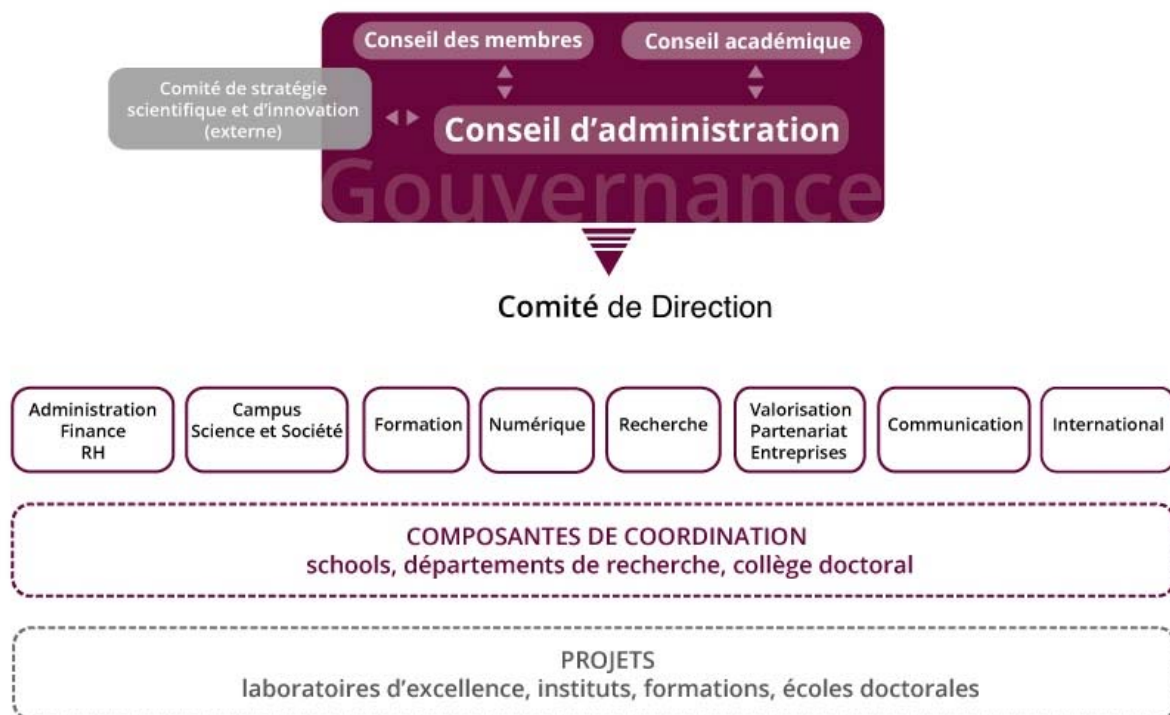 Conseil des membres
Conseil académique
Comité de stratégie
scientifique et d'innovation
(externe)
Conseil d'administration
Gouvernance
Comité de Direction
Administration
Finance
RH
Campus
Science et Société
Formation
Numérique
Recherche
Valorisation
Partenariat
Entreprises
Communication
International
COMPOSANTES DE COORDINATION
schools, départements de recherche, collège doctoral
PROJETS
laboratoires d'excellence, instituts, formations, écoles doctorales